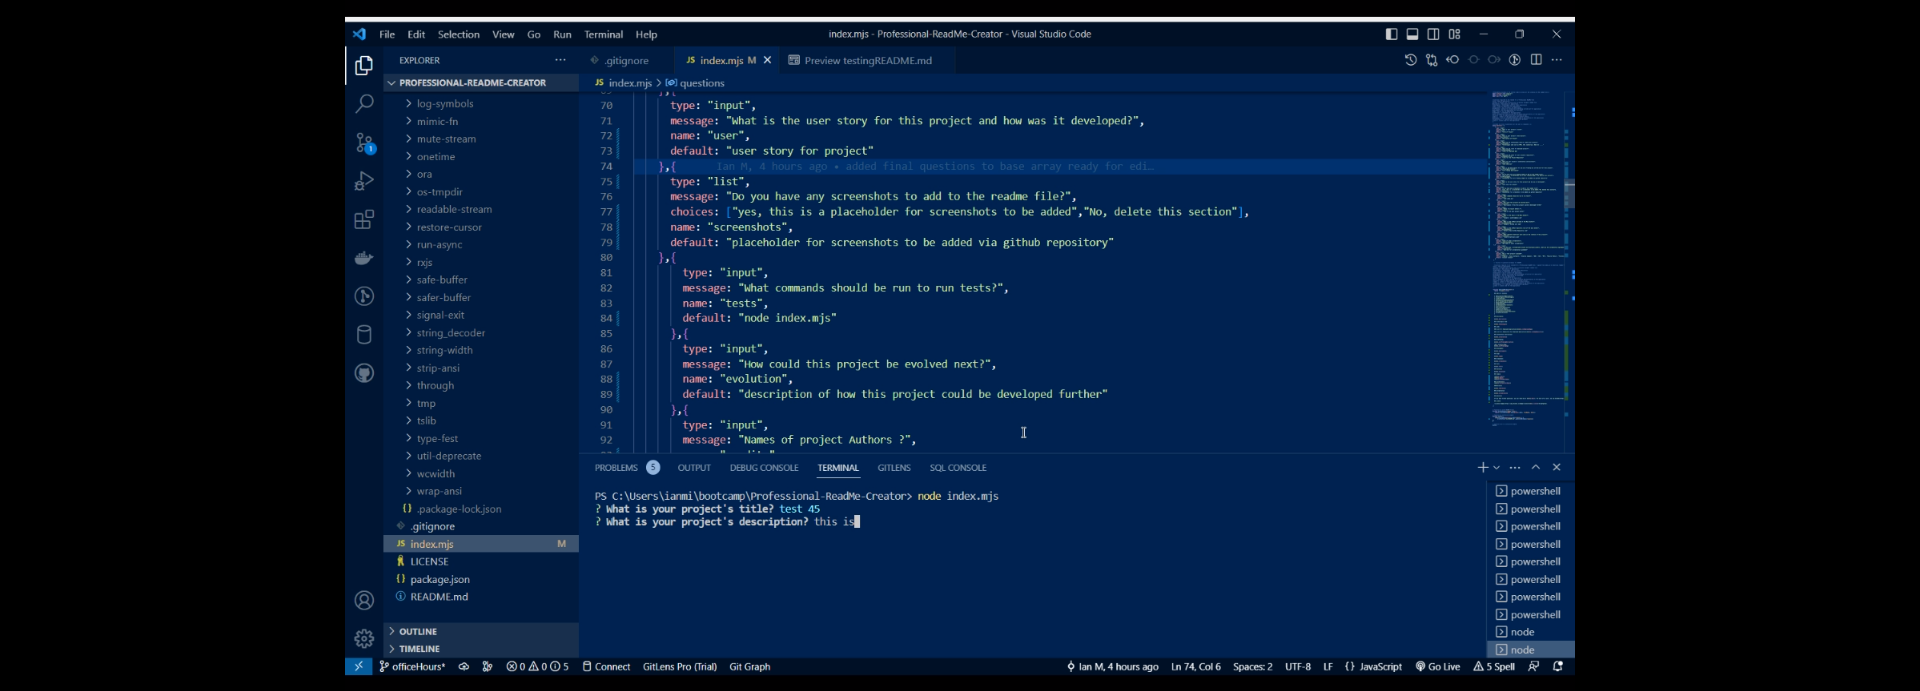 File Edit Selection View Go Run Terminal Help
index.mjs - Professional-ReadMe-Creator - Visual Studio Code
EXPLORER
.gitignore
JS index.mjs M
Preview testingREADME.md
PROFESSIONAL-README-CREATOR
JS index.mjs > questions
log-symbols
mimic-fn
mute-stream
onetime
ora
os-tmpdir
readable-stream
restore-cursor
run-async
rxjs
safe-buffer
safer-buffer
signal-exit
string_decoder
string-width
strip-ansi
through
tmp
tslib
type-fest
util-deprecate
wcwidth
wrap-ansi
{} .package-lock.json
.gitignore
JS index.mjs M
LICENSE
{} package.json
README.md
OUTLINE
TIMELINE
70 type: "input",
71 message: "What is the user story for this project and how was it developed?",
72 name: "user",
73 default: "user story for project"
74 },{ Ian M, 4 hours ago • added final questions to base array ready for edi…
75 type: "list",
76 message: "Do you have any screenshots to add to the readme file?",
77 choices: ["yes, this is a placeholder for screenshots to be added","No, delete this section"],
78 name: "screenshots",
79 default: "placeholder for screenshots to be added via github repository"
80 },{
81 type: "input",
82 message: "What commands should be run to run tests?",
83 name: "tests",
84 default: "node index.mjs"
85 },{
86 type: "input",
87 message: "How could this project be evolved next?",
88 name: "evolution",
89 default: "description of how this project could be developed further"
90 },{
91 type: "input",
92 message: "Names of project Authors ?",
PROBLEMS 5 OUTPUT DEBUG CONSOLE TERMINAL GITLENS SQL CONSOLE
PS C:\Users\ianmi\bootcamp\Professional-ReadMe-Creator> node index.mjs
? What is your project's title? test 45
? What is your project's description? this is
powershell
powershell
powershell
powershell
powershell
powershell
powershell
powershell
node
node
officeHours* 0 0 5 Connect GitLens Pro (Trial) Git Graph
Ian M, 4 hours ago Ln 74, Col 6 Spaces: 2 UTF-8 LF {} JavaScript Go Live 5 Spell